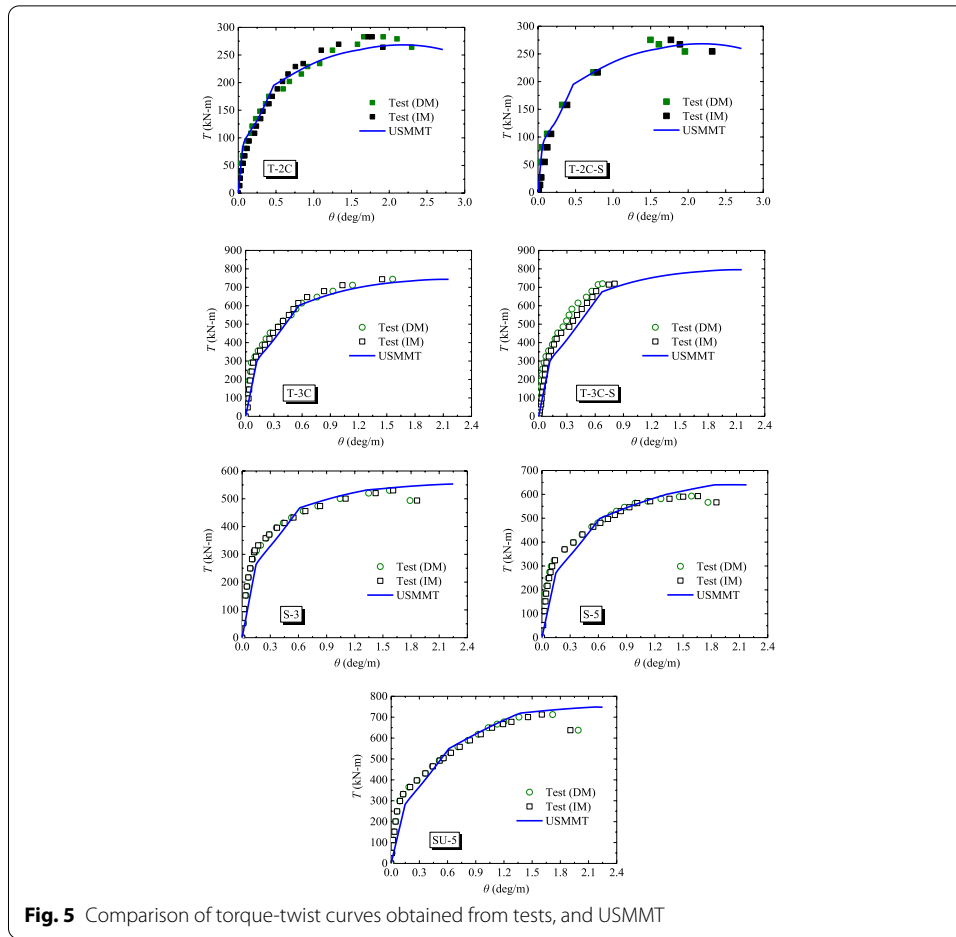 T (kN-m)
300
250
200
150
100
50
0
Test (DM)
Test (IM)
USMMT
T-2C
0.0 0.5 1.0 1.5 2.0 2.5 3.0
θ (deg/m)
T (kN-m)
300
250
200
150
100
50
0
Test (DM)
Test (IM)
USMMT
T-2C-S
0.0 0.5 1.0 1.5 2.0 2.5 3.0
θ (deg/m)
T (kN-m)
900
800
700
600
500
400
300
200
100
0
Test (DM)
Test (IM)
USMMT
T-3C
0.0 0.3 0.6 0.9 1.2 1.5 1.8 2.1 2.4
θ (deg/m)
T (kN-m)
900
800
700
600
500
400
300
200
100
0
Test (DM)
Test (IM)
USMMT
T-3C-S
0.0 0.3 0.6 0.9 1.2 1.5 1.8 2.1 2.4
θ (deg/m)
T (kN-m)
600
500
400
300
200
100
0
Test (DM)
Test (IM)
USMMT
S-3
0.0 0.3 0.6 0.9 1.2 1.5 1.8 2.1 2.4
θ (deg/m)
T (kN-m)
700
600
500
400
300
200
100
0
Test (DM)
Test (IM)
USMMT
S-5
0.0 0.3 0.6 0.9 1.2 1.5 1.8 2.1 2.4
θ (deg/m)
T (kN-m)
800
700
600
500
400
300
200
100
0
Test (DM)
Test (IM)
USMMT
SU-5
0.0 0.3 0.6 0.9 1.2 1.5 1.8 2.1 2.4
θ (deg/m)
Fig. 5 Comparison of torque-twist curves obtained from tests, and USMMT